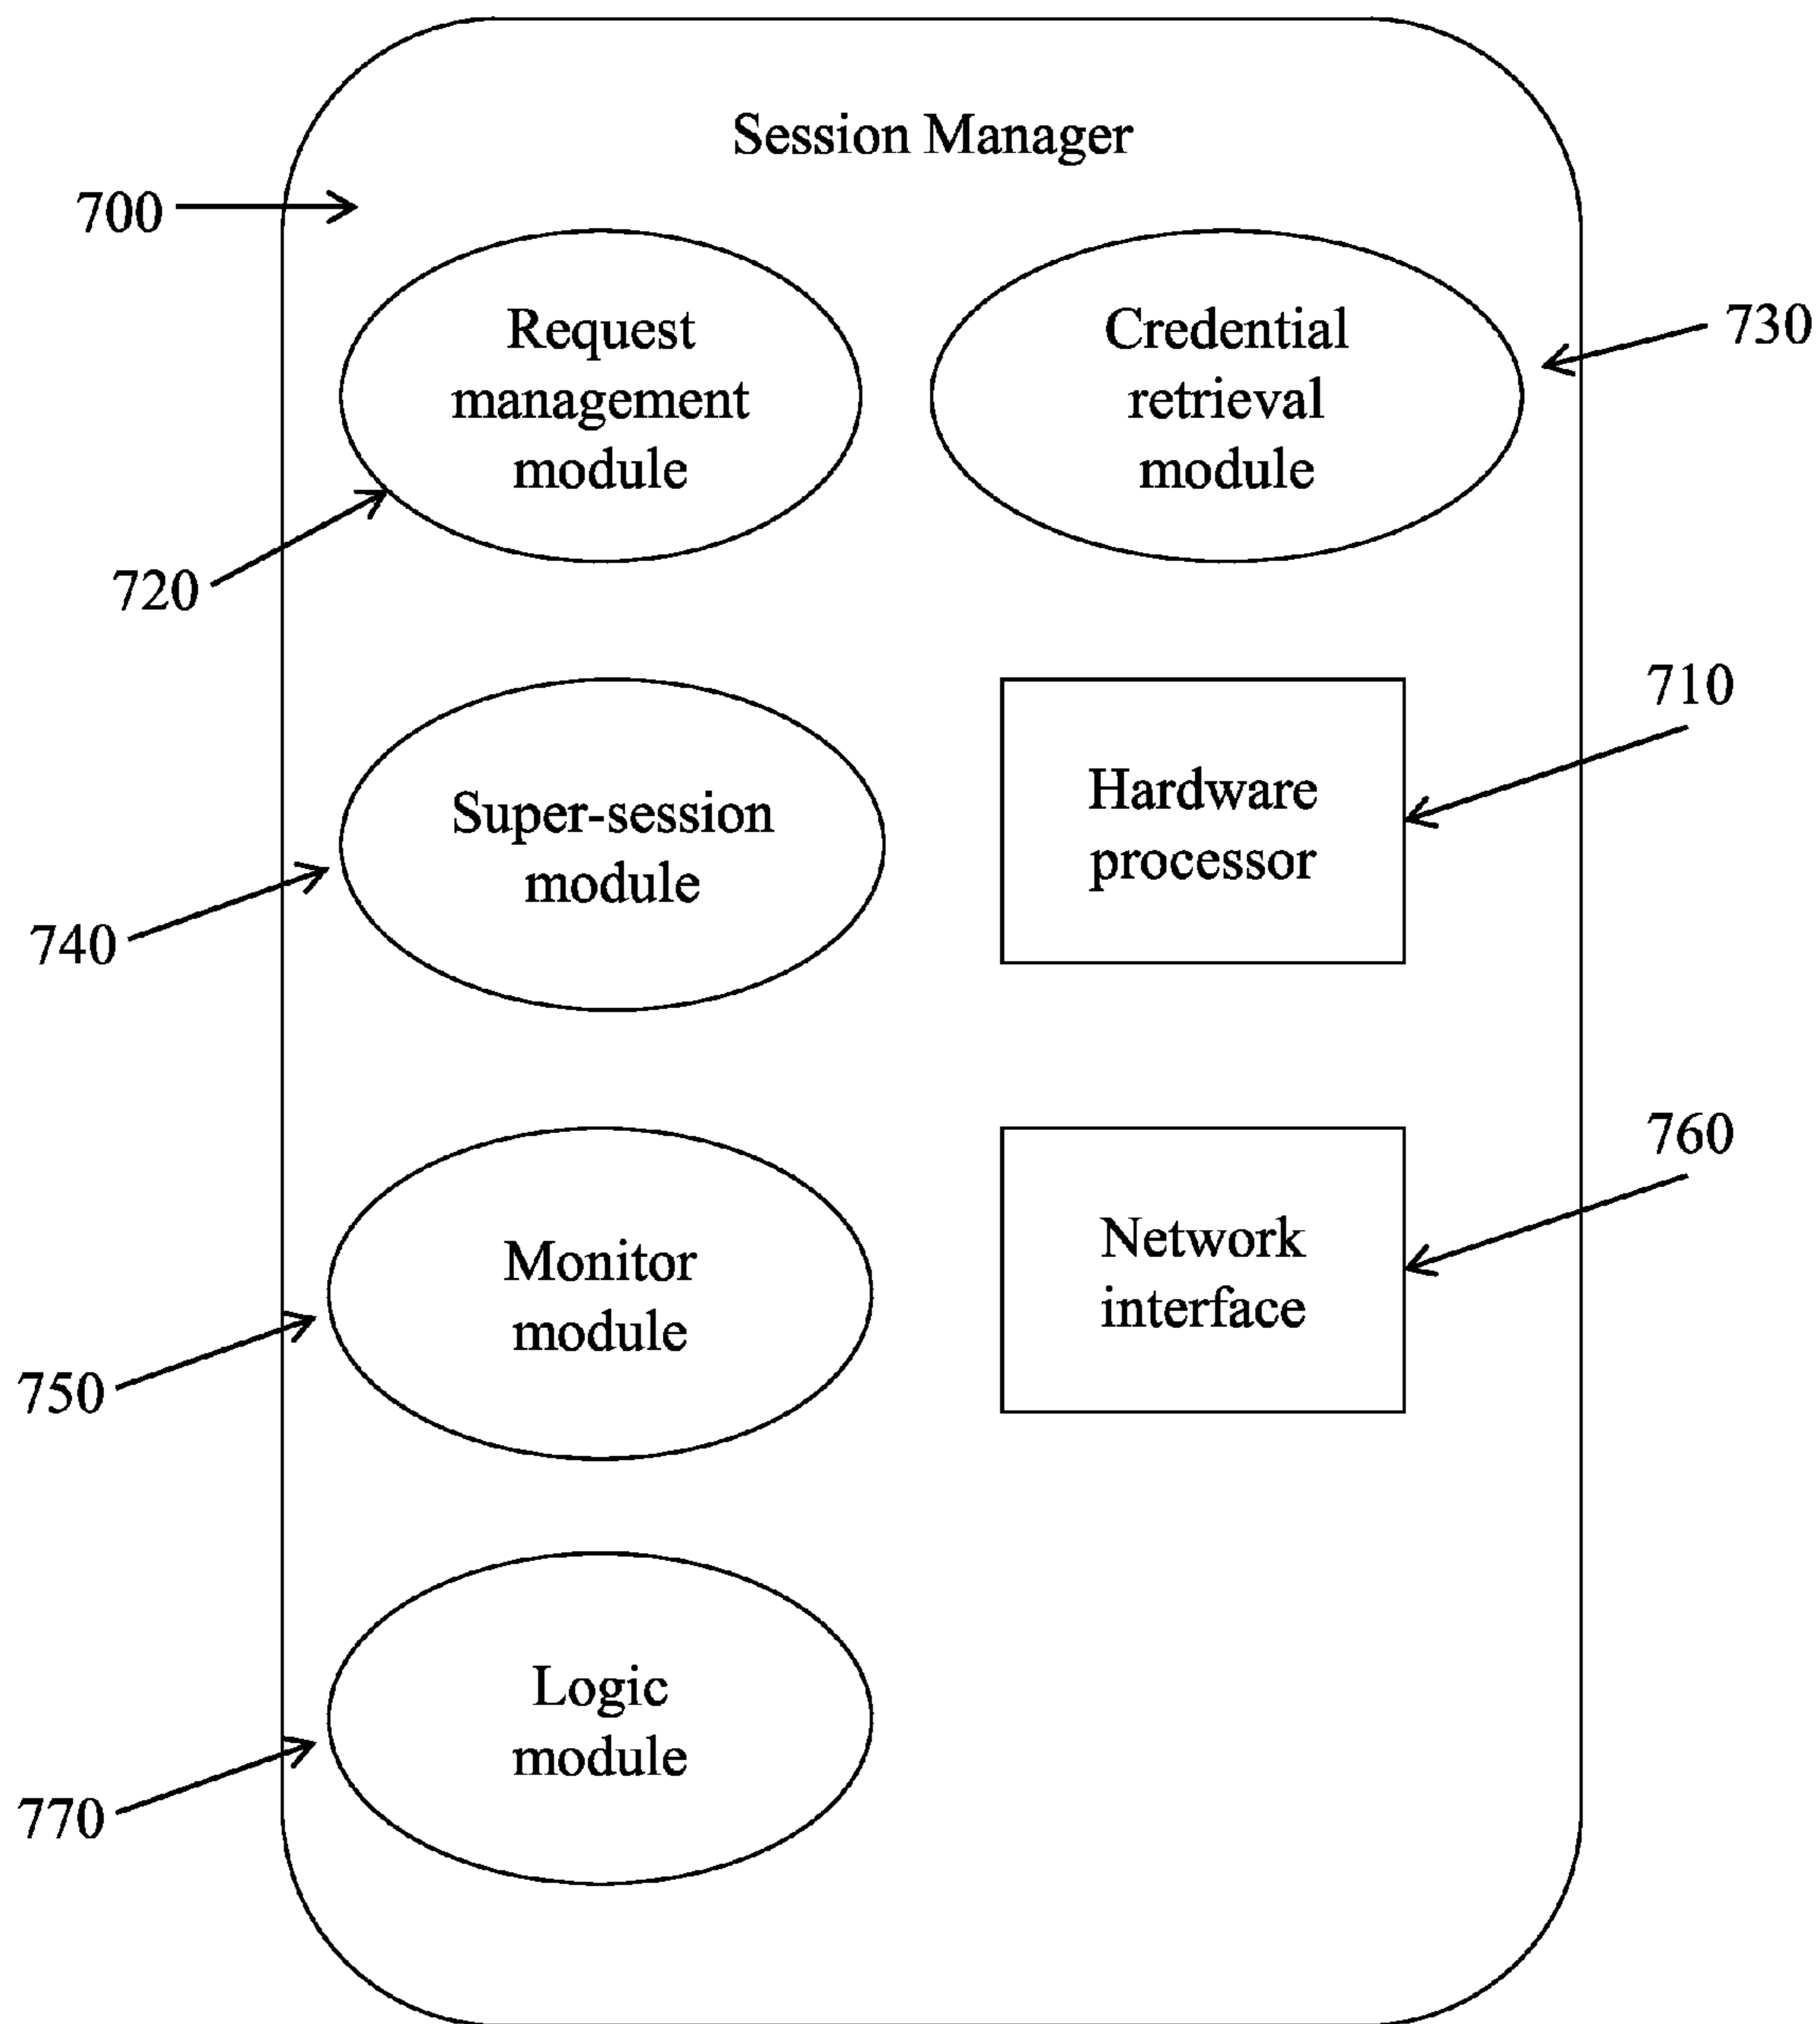 Session Manager
700
Request
management
module
Credential
retrieval
module
730
720
710
Super-session
module
Hardware
processor
740
760
Monitor
module
Network
interface
750
Logic
module
770